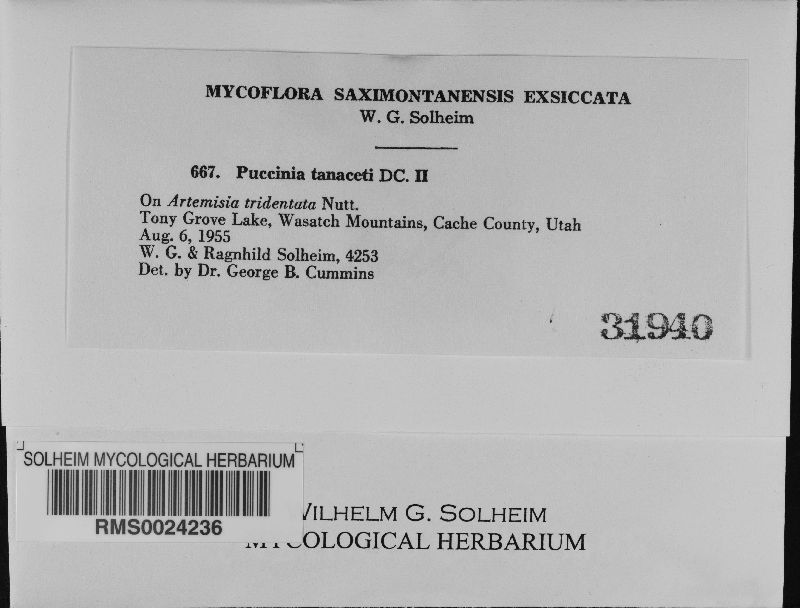 MYCOFLORA SAXIMONTANENSIS EXSICCATA
W. G. Solheim
667. Puccinia tanaceti DC. II
On Artemisia tridentata Nutt.
Tony Grove Lake, Wasatch Mountains, Cache County, Utah
Aug. 6, 1955
W. G. & Ragnhild Solheim, 4253
Det. by Dr. George B. Cummins
31940
SOLHEIM MYCOLOGICAL HERBARIUM
RMS0024236
WILHELM G. SOLHEIM
MYCOLOGICAL HERBARIUM